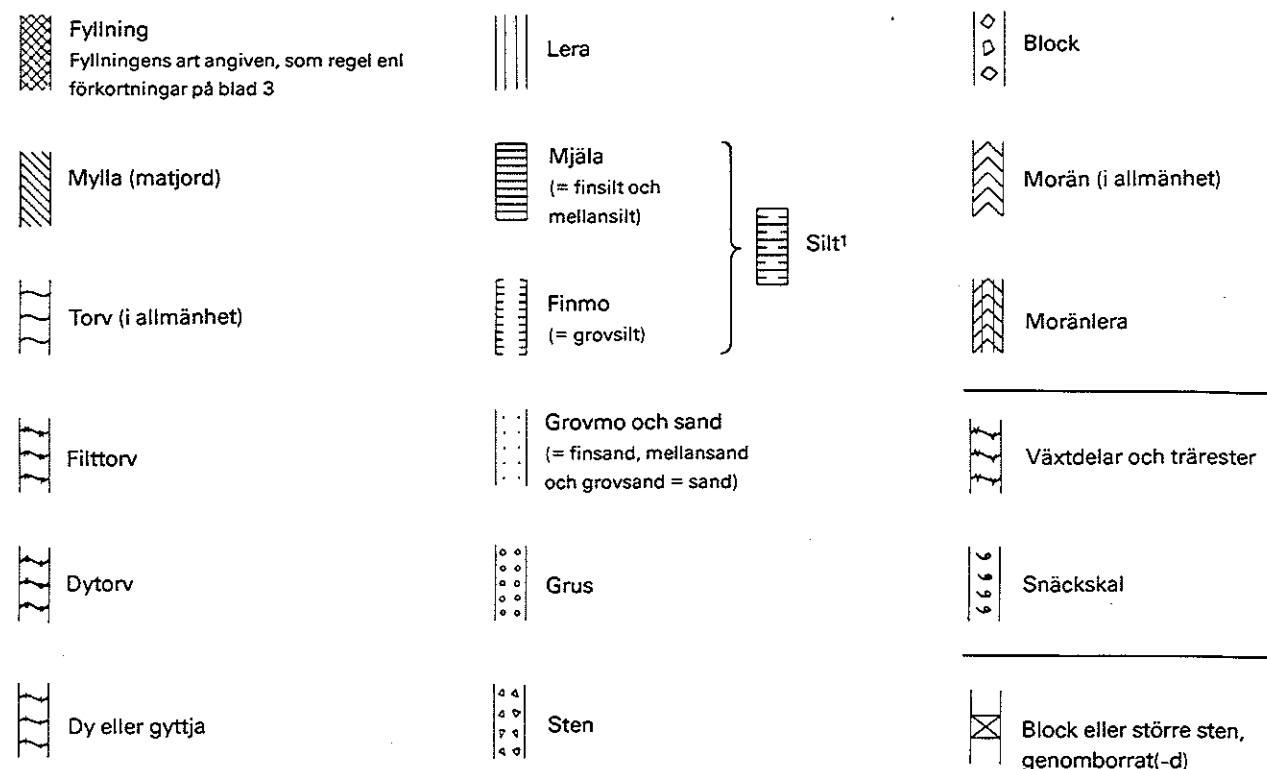 Fyllning
Fyllningens art angiven, som regel enl
förkortningar på blad 3
Mylla (matjord)
Torv (i allmänhet)
Filttorv
Dytorv
Dy eller gyttja
Lera
Mjäla
(= finsilt och
mellansilt)
Finmo
(= grovsilt)
Silt1
Grovmo och sand
(= finsand, mellansand
och grovsand = sand)
Grus
Sten
Block
Morän (i allmänhet)
Moränlera
Växtdelar och trärester
Snäckskal
Block eller större sten,
genomborrat(-d)